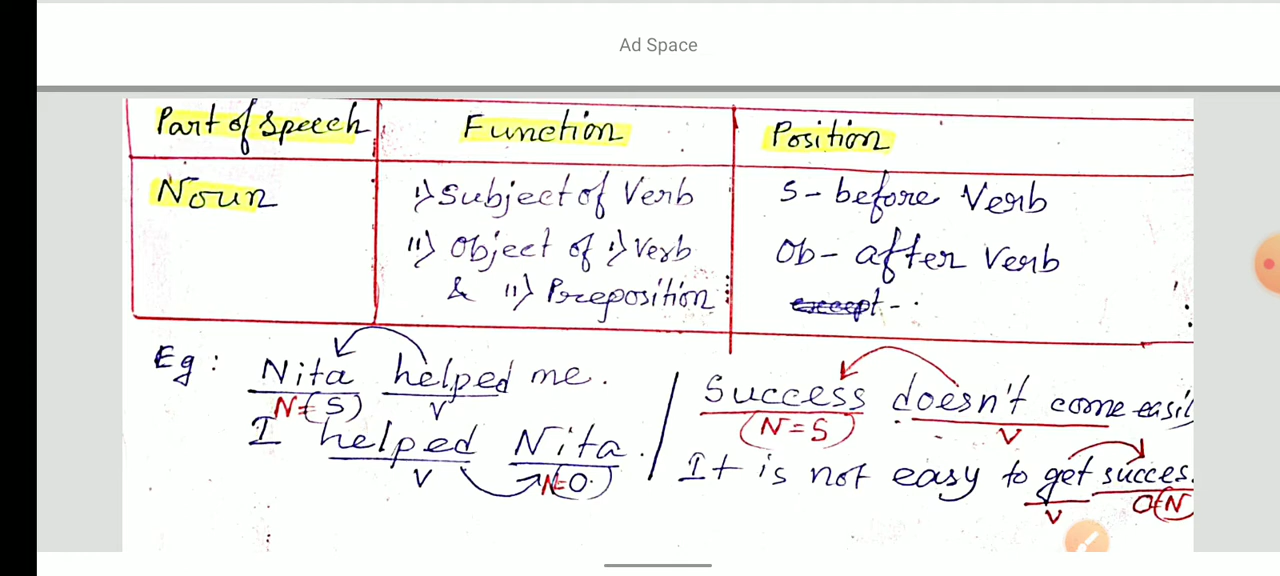 Ad Space
Part of Speech Function Position
Noun i) Subject of Verb S - before Verb
ii) Object of i) Verb Ob - after Verb
& ii) Preposition except -
Eg : Nita helped me. / Success doesn't come easil
N=(S) V (N=S) V
I helped Nita. It is not easy to get succes.
V N=O. V O=N